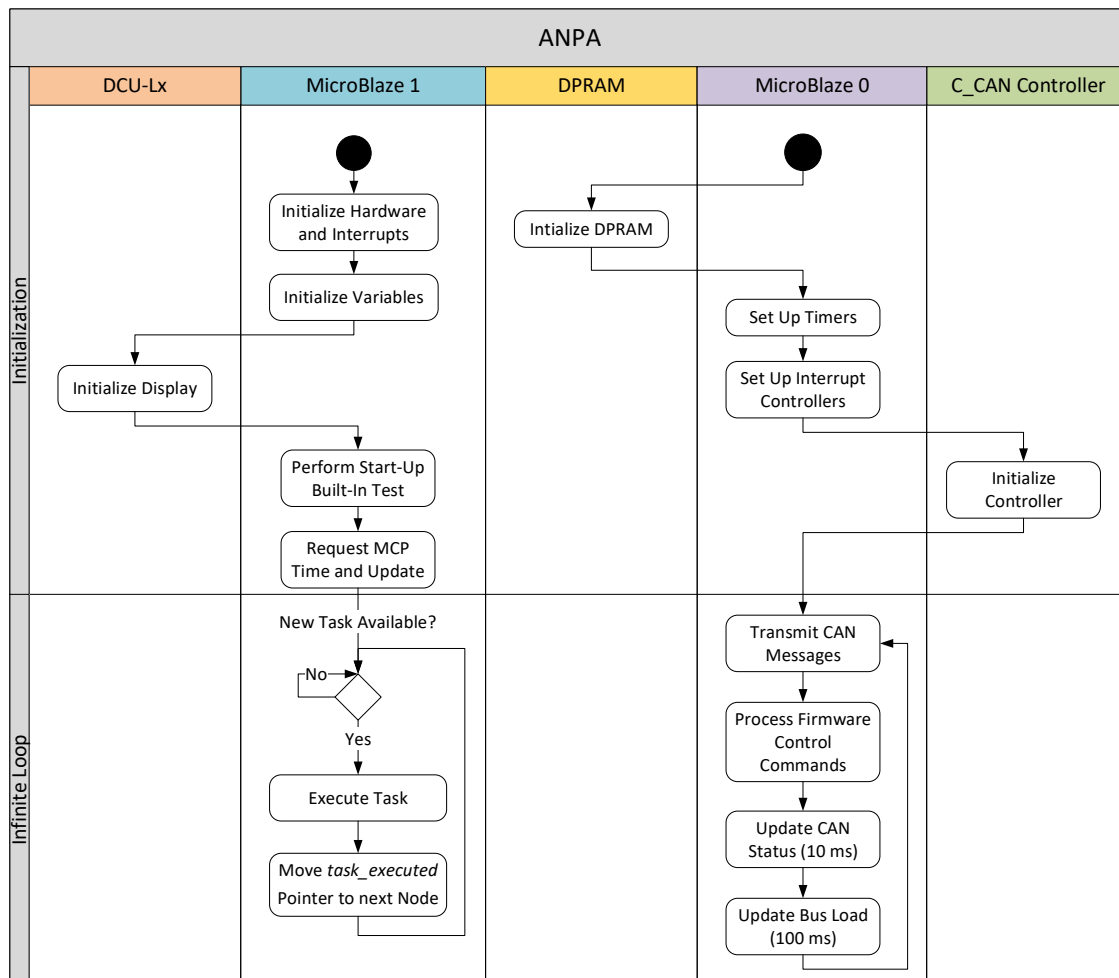 ANPA
DCU-Lx
MicroBlaze 1
DPRAM
MicroBlaze 0
C_CAN Controller
Initialization
Initialize Hardware
and Interrupts
Intialize DPRAM
Initialize Variables
Set Up Timers
Initialize Display
Set Up Interrupt
Controllers
Perform Start-Up
Built-In Test
Initialize
Controller
Request MCP
Time and Update
Infinite Loop
New Task Available?
No
Yes
Execute Task
Move task_executed
Pointer to next Node
Transmit CAN
Messages
Process Firmware
Control
Commands
Update CAN
Status (10 ms)
Update Bus Load
(100 ms)